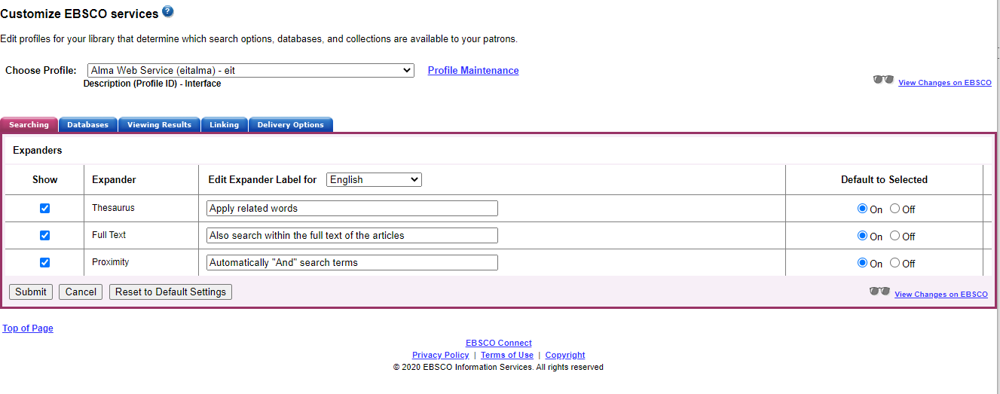 Customize EBSCO services ?
Edit profiles for your library that determine which search options, databases, and collections are available to your patrons.
Choose Profile: Alma Web Service (eitalma) - eit Profile Maintenance
Description (Profile ID) - Interface
View Changes on EBSCO
Searching Databases Viewing Results Linking Delivery Options
Expanders
Show Expander Edit Expander Label for English Default to Selected
Thesaurus Apply related words On Off
Full Text Also search within the full text of the articles On Off
Proximity Automatically "And" search terms On Off
Submit Cancel Reset to Default Settings View Changes on EBSCO
Top of Page
EBSCO Connect
Privacy Policy | Terms of Use | Copyright
© 2020 EBSCO Information Services. All rights reserved